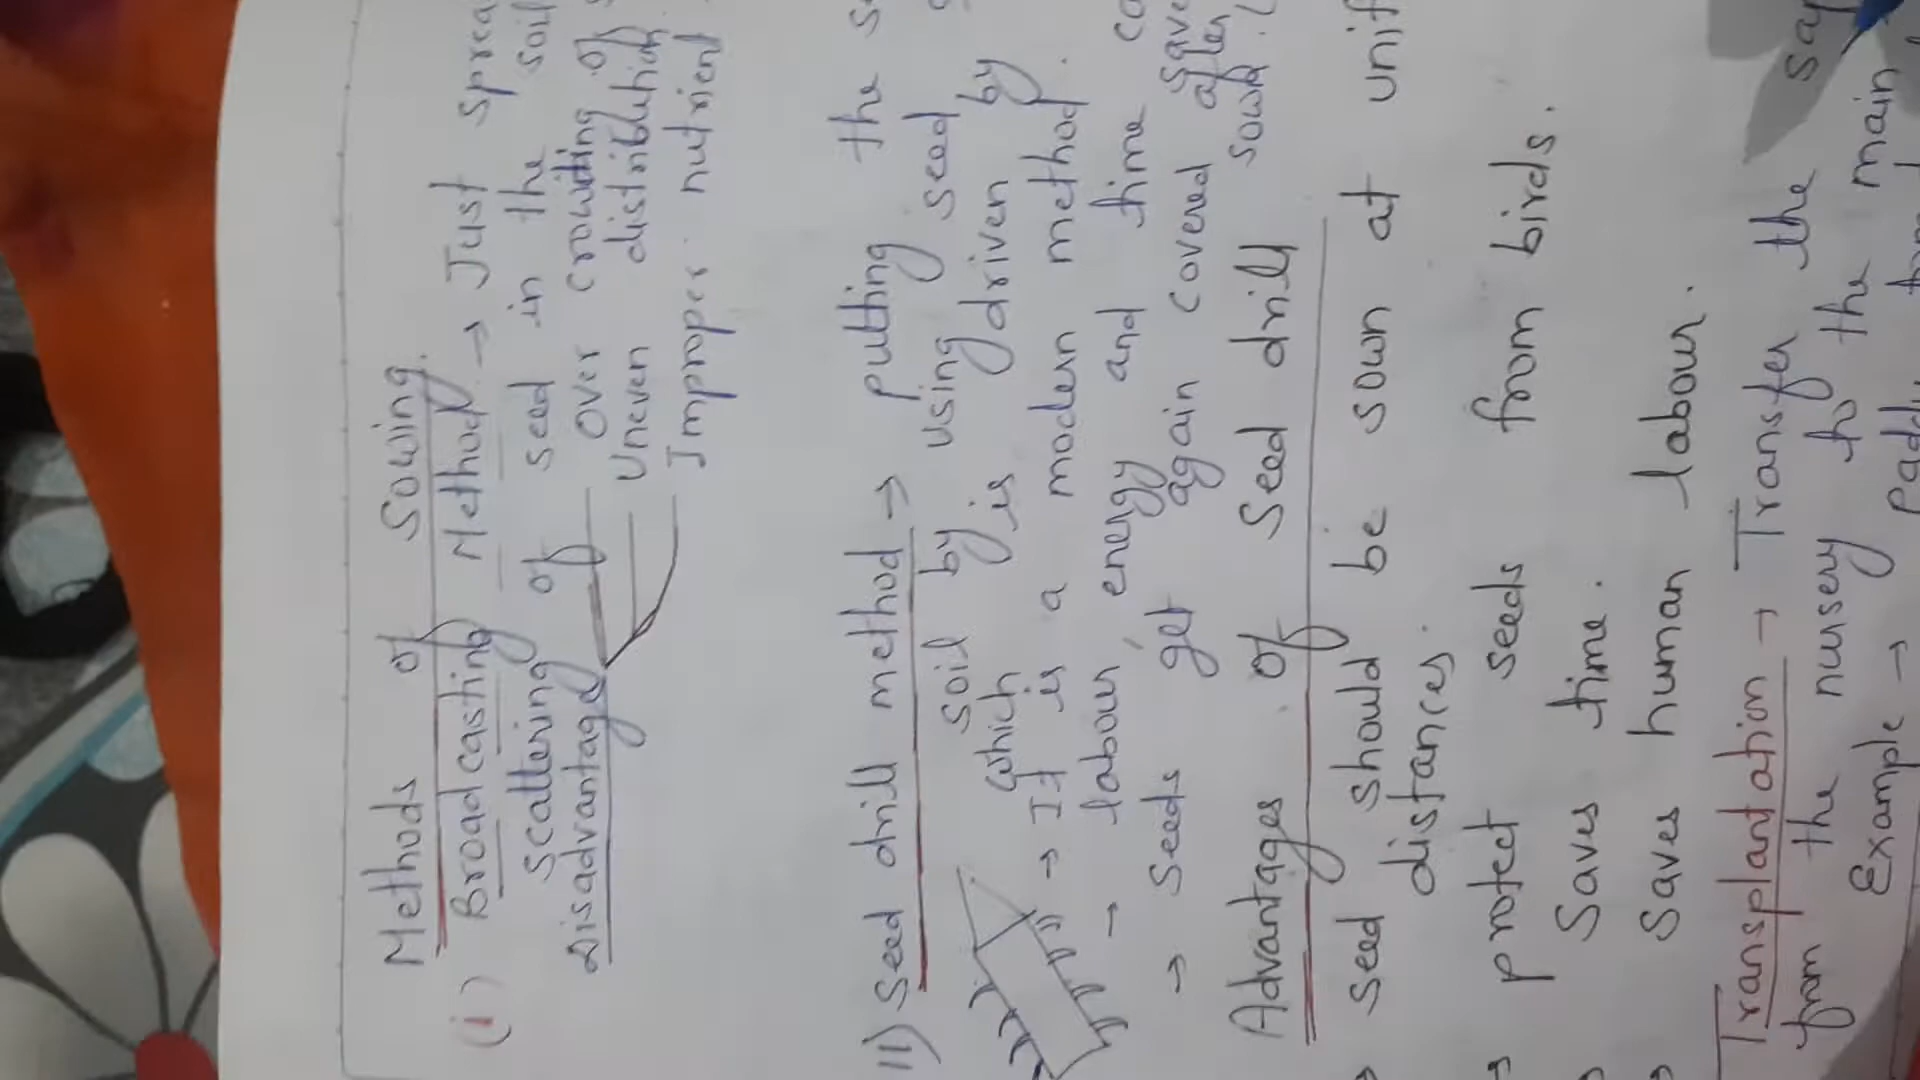 Methods of Sowing.
(i) Broadcasting Method → Just sprea
Scattering of seed in the soil
Disadvantage over crowding of
Uneven distribution
Improper nutrient
II) Seed drill method → putting the s
soil by using seed
which is driven by
→ It is a modern method.
→ labour, energy and time
→ Seeds get again covered after
sown.
Advantages of Seed drill
seed should be sown at unif
distances.
protect seeds from birds.
Saves time.
Saves human labour.
Transplantation → Transfer the sap
from the nursery to the main
Example →